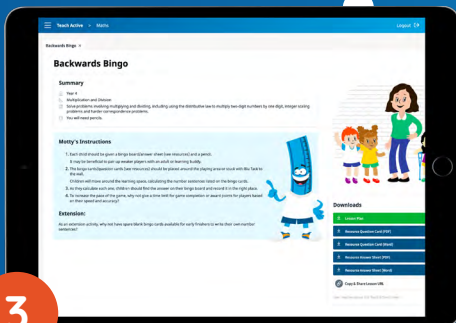 Teach Active > Maths
Logout
Backwards Bingo
Backwards Bingo
Summary
Year 4
Multiplication and Division
Solve problems involving multiplying and dividing, including using the distributive law to multiply two-digit numbers by one digit, integer scaling
problems and harder correspondence problems.
You will need pencils.
Motty's Instructions
1. Each child should be given a Bingo board/answer sheet (see resources) and a pencil.
It may be beneficial to pair up weaker players with an adult or learning buddy.
2. The bingo cards/question cards (see resources) should be placed around the playing area or stuck with Blu Tack to
the wall.
Children will move around the learning space, calculating the number sentences listed on the bingo cards.
3. As they calculate each one, children should find the answer on their bingo board and record it in the right place.
4. To increase the pace of the game, why not give a time limit for game completion or award points for players based
on their speed and accuracy?
Extension:
As an extension activity, why not have spare blank bingo cards available for early finishers to write their own number
sentences?
Downloads
Lesson Plan
Resource Question Card (PDF)
Resource Question Card (Word)
Resource Answer Sheet (PDF)
Resource Answer Sheet (Word)
Copy & Share Lesson URL
3